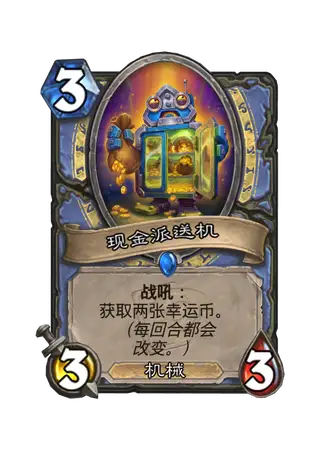 3
现金派送机
战吼：
获取两张幸运币。
（每回合都会
改变。）
3
机械
3